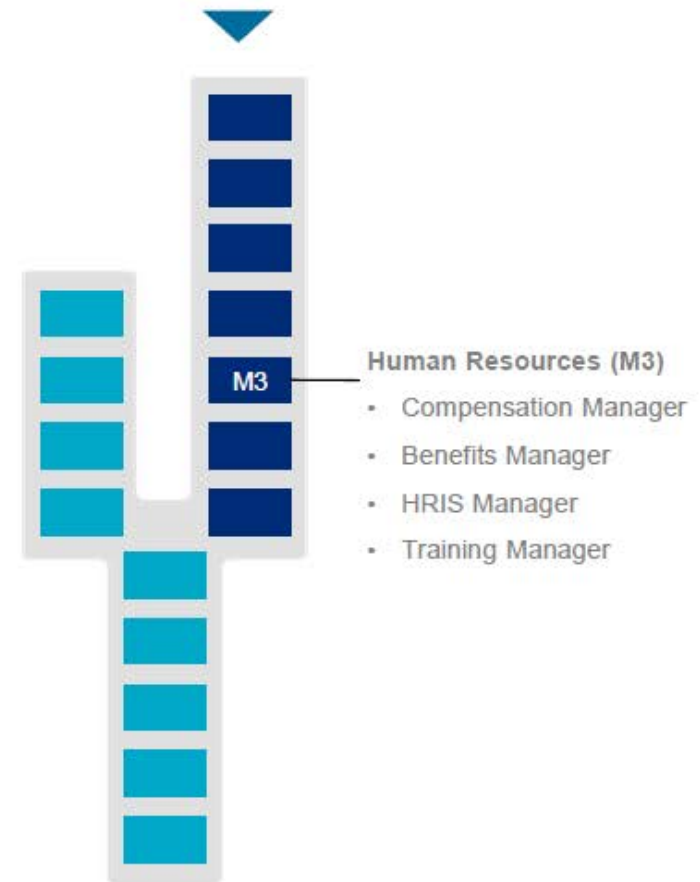 M3
Human Resources (M3)
• Compensation Manager
• Benefits Manager
• HRIS Manager
• Training Manager